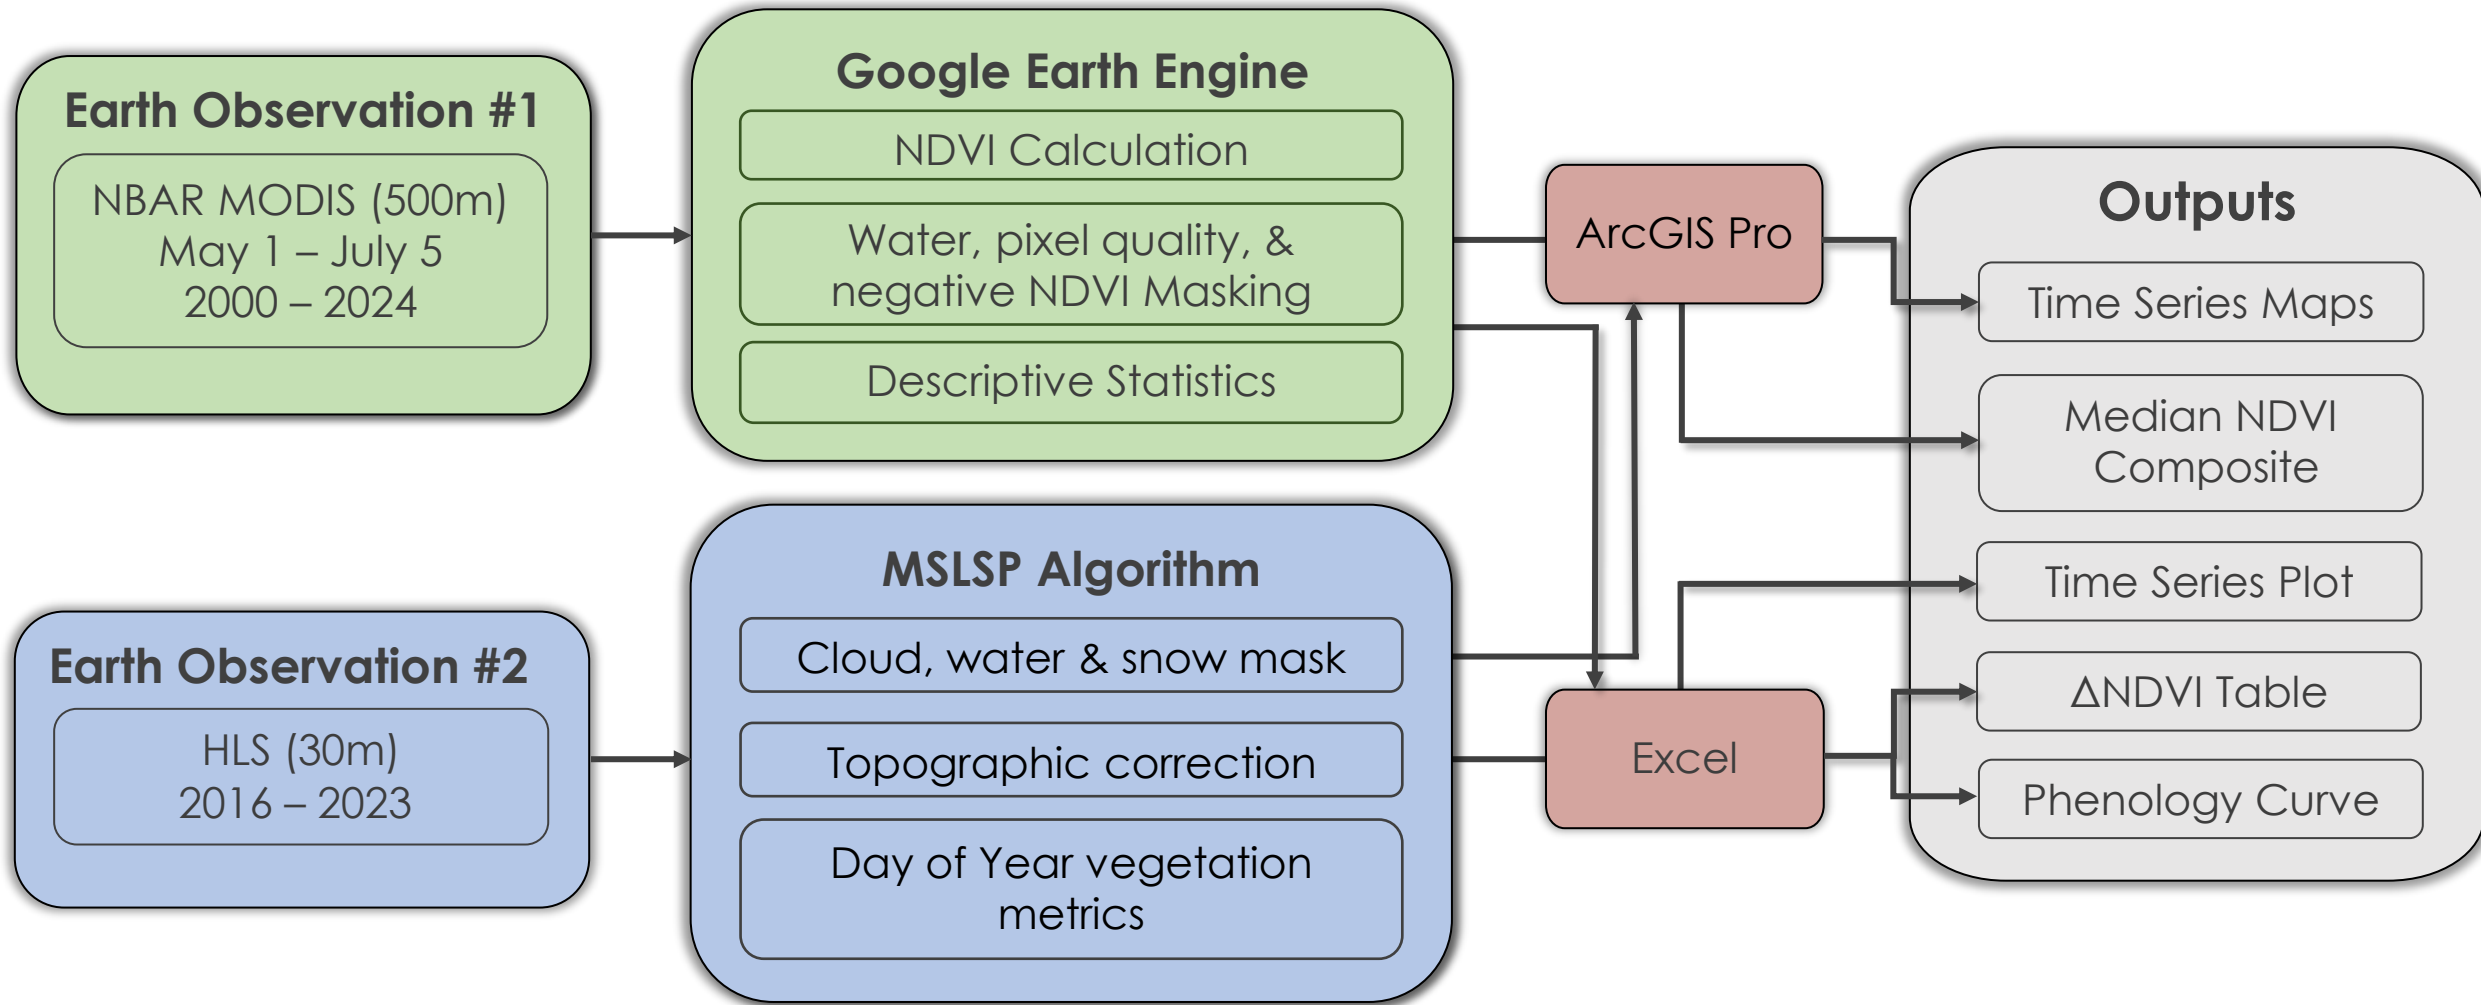 Earth Observation #1
NBAR MODIS (500m)
May 1 – July 5
2000 – 2024
Google Earth Engine
NDVI Calculation
Water, pixel quality, &
negative NDVI Masking
Descriptive Statistics
Earth Observation #2
HLS (30m)
2016 – 2023
MSLSP Algorithm
Cloud, water & snow mask
Topographic correction
Day of Year vegetation
metrics
ArcGIS Pro
Excel
Outputs
Time Series Maps
Median NDVI
Composite
Time Series Plot
ΔNDVI Table
Phenology Curve